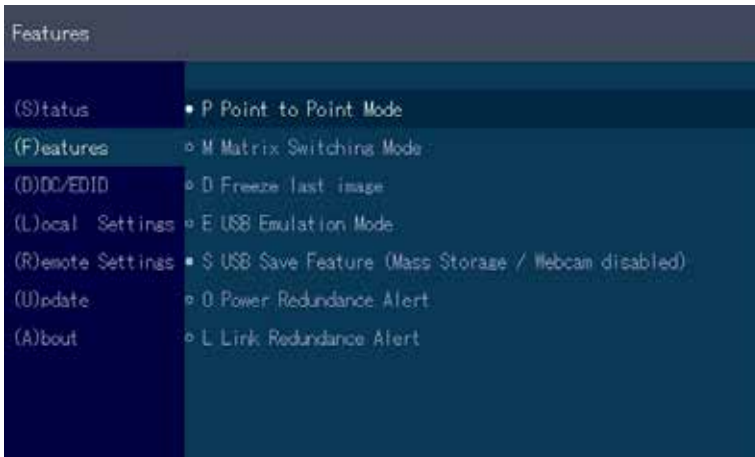 Features
(S)tatus • P Point to Point Mode
(F)eatures ◦ M Matrix Switching Mode
(D)DC/EDID ◦ D Freeze last image
(L)ocal Settings ◦ E USB Emulation Mode
(R)emote Settings ▪ S USB Save Feature (Mass Storage / Webcam disabled)
(U)pdate ◦ O Power Redundance Alert
(A)bout ◦ L Link Redundance Alert